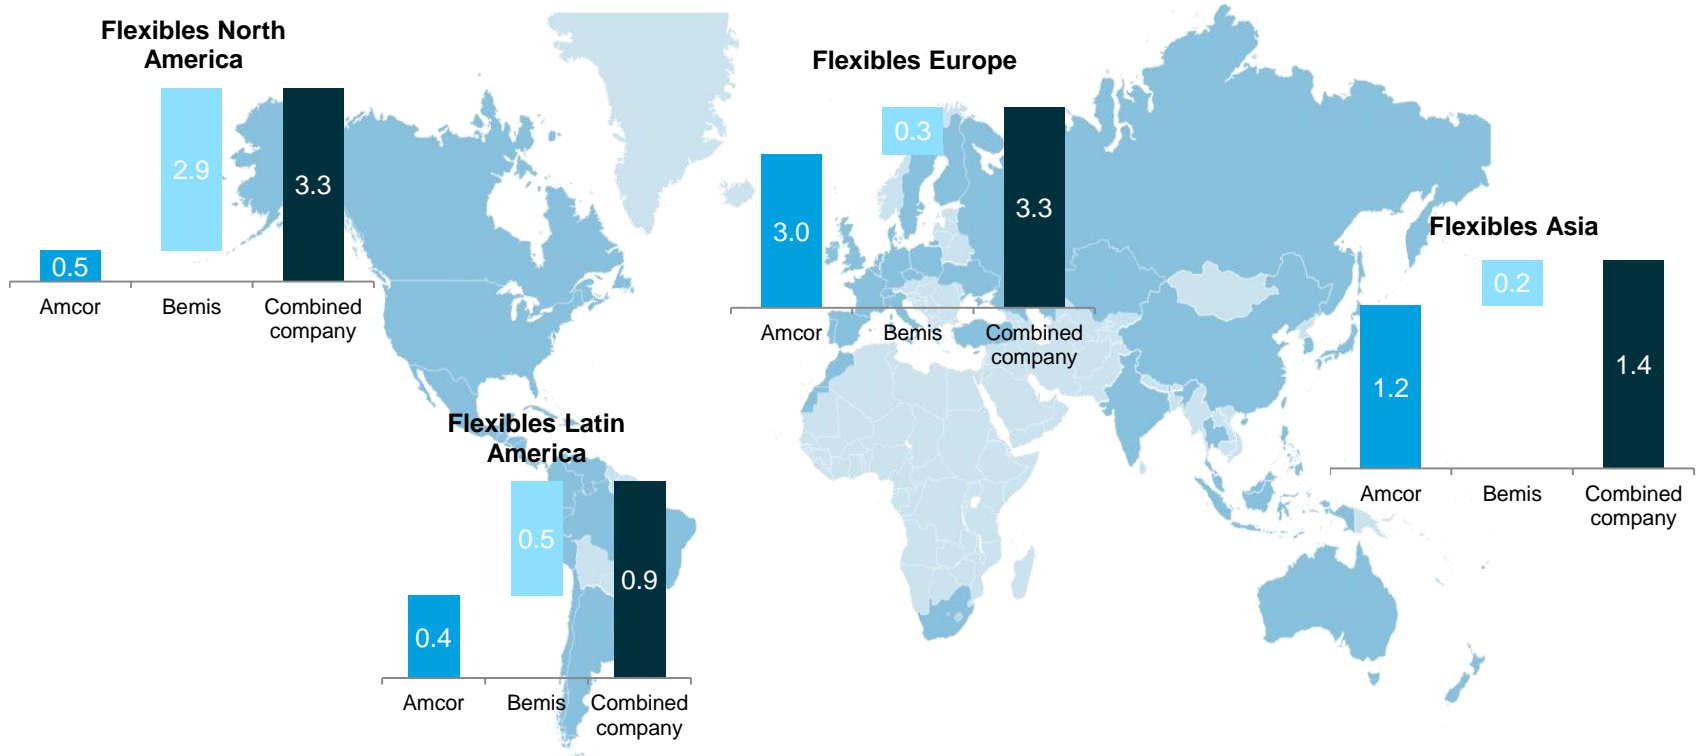 Flexibles North
America
2.9
3.3
0.5
Amcor
Bemis
Combined
company
Flexibles Europe
0.3
3.0
3.3
Amcor
Bemis
Combined
company
Flexibles Asia
0.2
1.2
1.4
Amcor
Bemis
Combined
company
Flexibles Latin
America
0.5
0.9
0.4
Amcor
Bemis
Combined
company